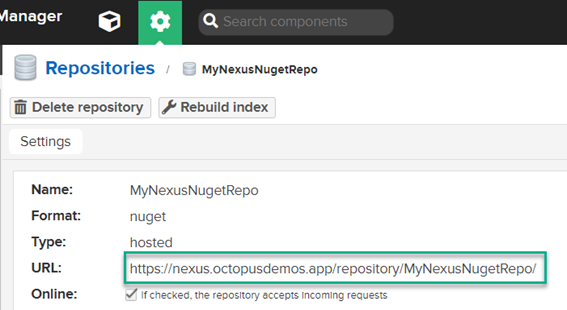 Manager
Search components
Repositories / MyNexusNugetRepo
Delete repository Rebuild index
Settings
Name: MyNexusNugetRepo
Format: nuget
Type: hosted
URL: https://nexus.octopusdemos.app/repository/MyNexusNugetRepo/
Online: If checked, the repository accepts incoming requests